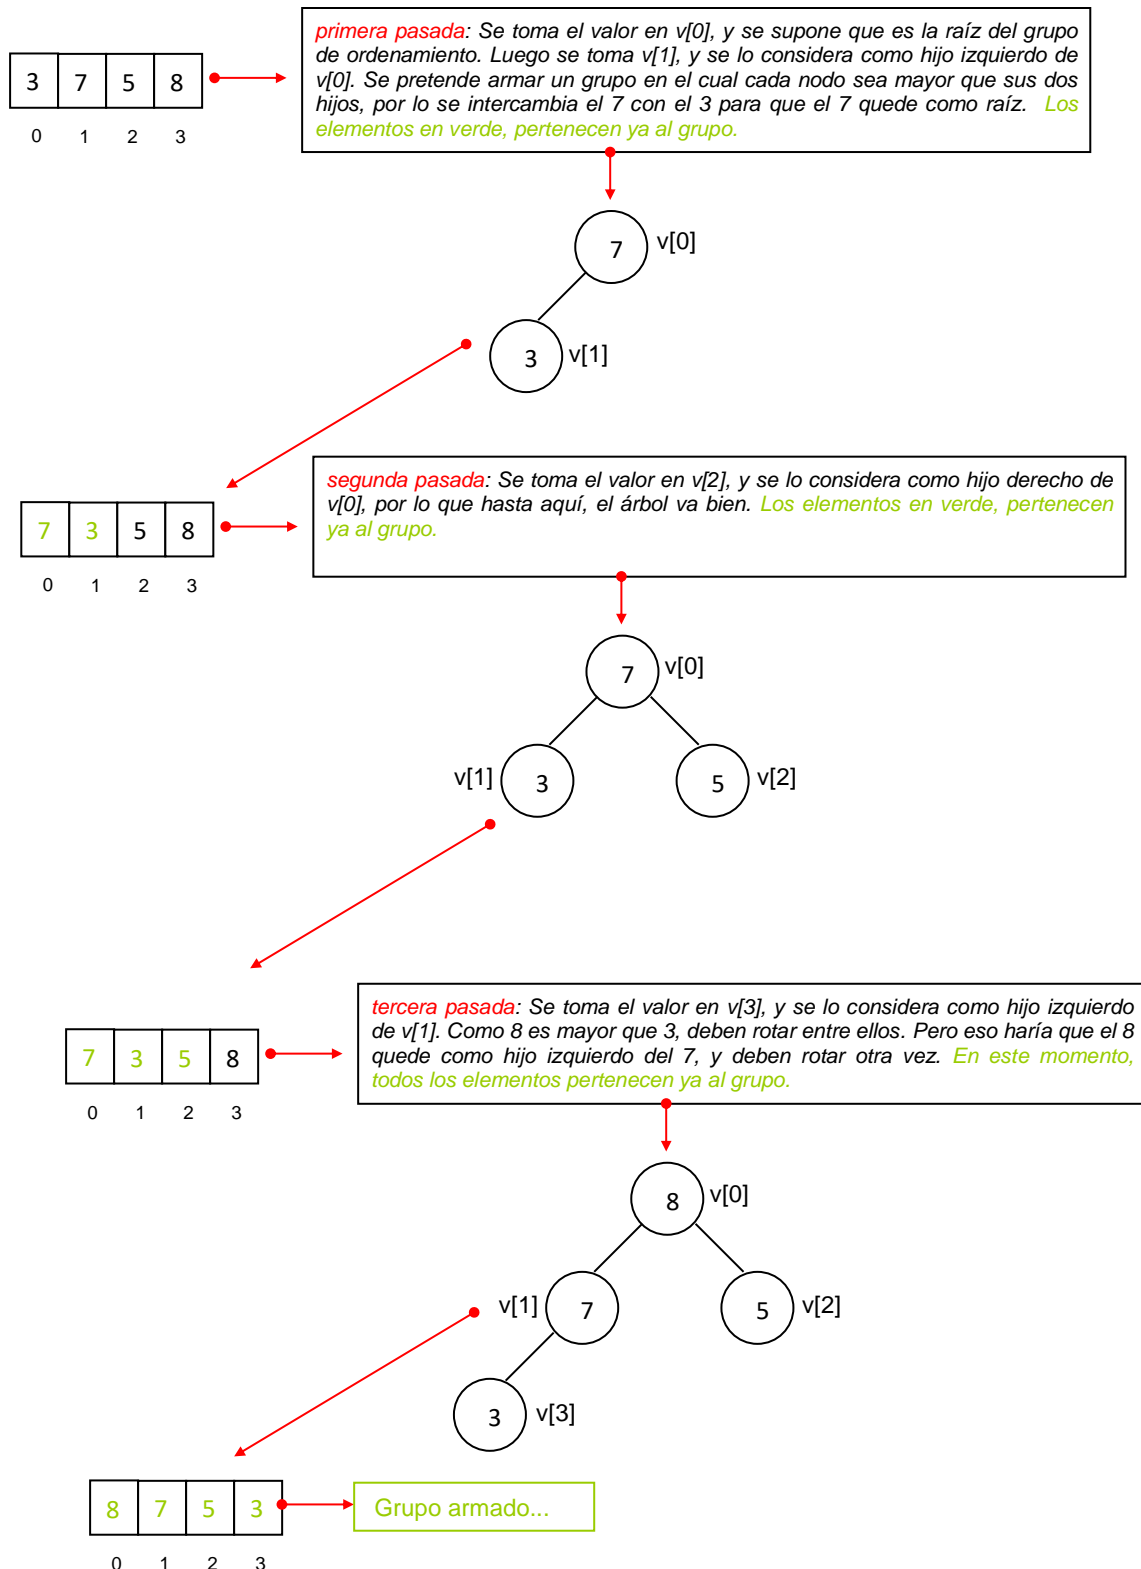 primera pasada: Se toma el valor en v[0], y se supone que es la raíz del grupo
de ordenamiento. Luego se toma v[1], y se lo considera como hijo izquierdo de
v[0]. Se pretende armar un grupo en el cual cada nodo sea mayor que sus dos
hijos, por lo se intercambia el 7 con el 3 para que el 7 quede como raíz. Los
elementos en verde, pertenecen ya al grupo.
3 7 5 8
0 1 2 3
7 v[0]
3 v[1]
segunda pasada: Se toma el valor en v[2], y se lo considera como hijo derecho de
v[0], por lo que hasta aquí, el árbol va bien. Los elementos en verde, pertenecen
ya al grupo.
7 3 5 8
0 1 2 3
7 v[0]
v[1] 3 5 v[2]
tercera pasada: Se toma el valor en v[3], y se lo considera como hijo izquierdo
de v[1]. Como 8 es mayor que 3, deben rotar entre ellos. Pero eso haría que el 8
quede como hijo izquierdo del 7, y deben rotar otra vez. En este momento,
todos los elementos pertenecen ya al grupo.
7 3 5 8
0 1 2 3
8 v[0]
v[1] 7 5 v[2]
3 v[3]
8 7 5 3
Grupo armado...
0 1 2 3